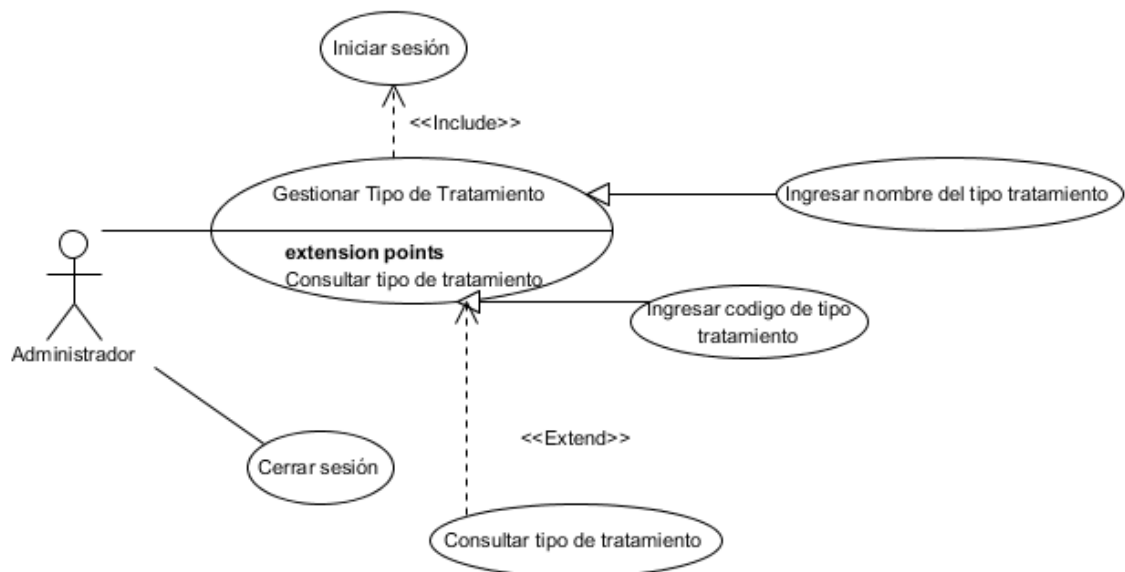 Iniciar sesión
<<Include>>
Gestionar Tipo de Tratamiento
Ingresar nombre del tipo tratamiento
extension points
Consultar tipo de tratamiento
Ingresar codigo de tipo
tratamiento
Administrador
<<Extend>>
Cerrar sesión
Consultar tipo de tratamiento